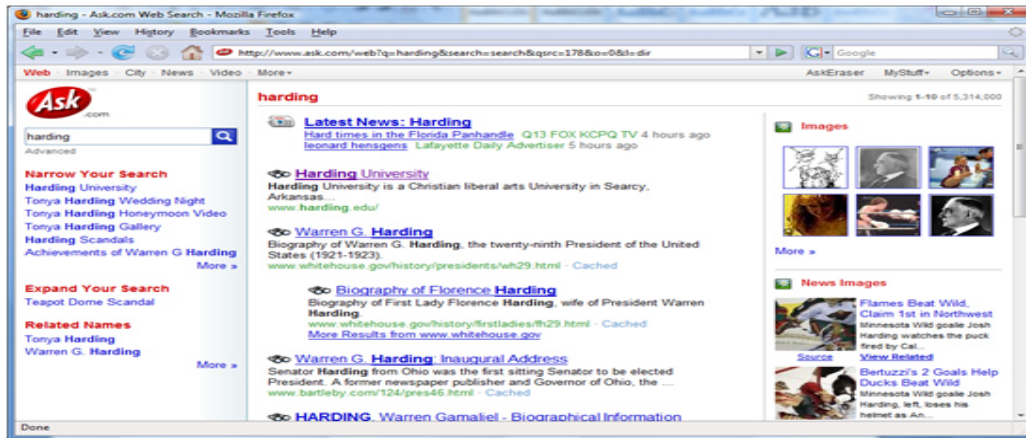 harding - Ask.com Web Search - Mozilla Firefox
File Edit View History Bookmarks Tools Help
http://www.ask.com/web?q=harding&search=search&qsrc=178&o=0&l=dir
Google
Web Images City News Video More
AskEraser MyStuff Options
Ask.com
harding
Advanced
Narrow Your Search
Harding University
Tonya Harding Wedding Night
Tonya Harding Honeymoon Video
Tonya Harding Gallery
Harding Scandals
Achievements of Warren G Harding
More »
Expand Your Search
Teapot Dome Scandal
Related Names
Tonya Harding
Warren G. Harding
More »
harding
Showing 1-10 of 5,314,000
Latest News: Harding
Hard times in the Florida Panhandle Q13 FOX KCPQ TV 4 hours ago
leonard hensgens Lafayette Daily Advertiser 5 hours ago
Harding University
Harding University is a Christian liberal arts University in Searcy,
Arkansas...
www.harding.edu/
Warren G. Harding
Biography of Warren G. Harding, the twenty-ninth President of the United
States (1921-1923).
www.whitehouse.gov/history/presidents/wh29.html · Cached
Biography of Florence Harding
Biography of First Lady Florence Harding, wife of President Warren
Harding.
www.whitehouse.gov/history/firstladies/fh29.html · Cached
More Results from www.whitehouse.gov
Warren G. Harding: Inaugural Address
Senator Harding from Ohio was the first sitting Senator to be elected
President. A former newspaper publisher and Governor of Ohio, the ...
www.bartleby.com/124/pres46.html · Cached
HARDING, Warren Gamaliel - Biographical Information
Images
More »
News Images
Flames Beat Wild,
Claim 1st in Northwest
Minnesota Wild goalie Josh
Harding watches the puck
fired by Cal...
Source View Related
Bertuzzi's 2 Goals Help
Ducks Beat Wild
Minnesota Wild goalie Josh
Harding, left, loses his
helmet as An...
Done